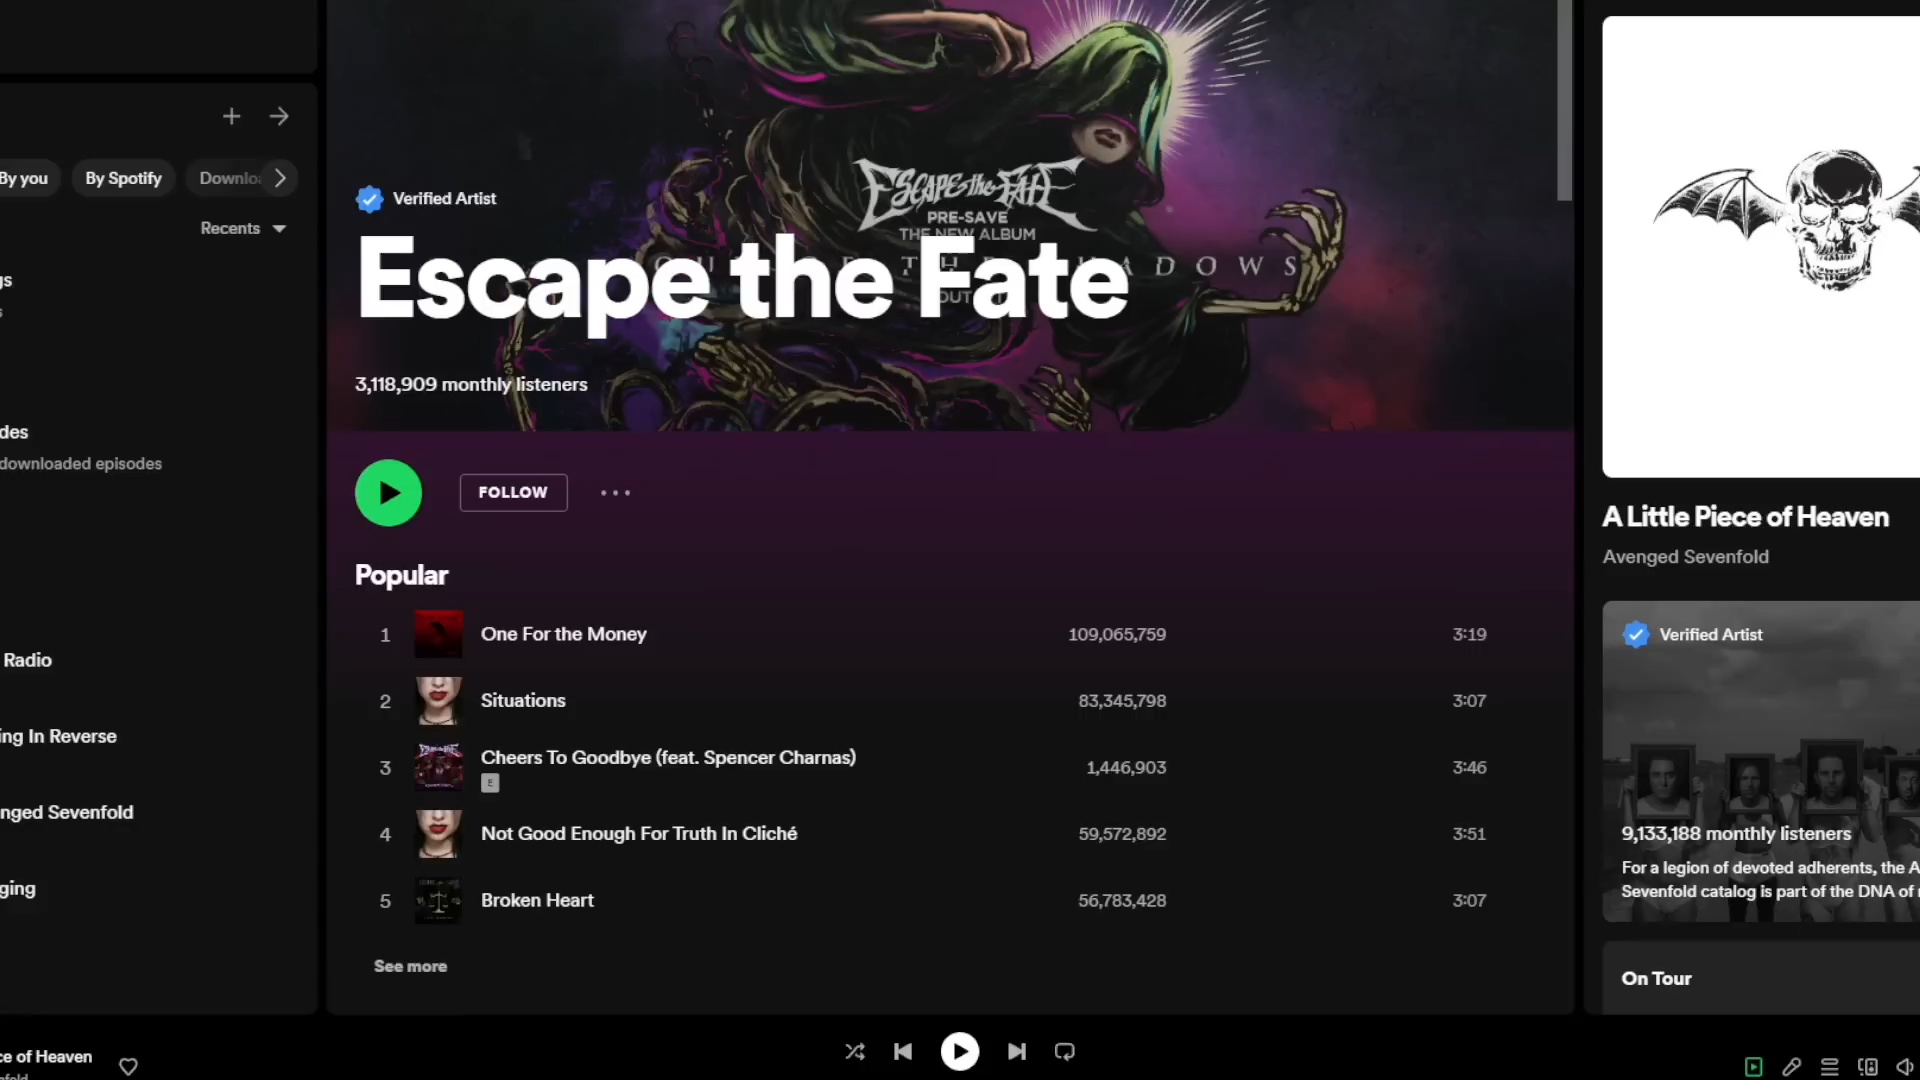 By you
By Spotify
Downlo
Recents
gs
s
des
downloaded episodes
Radio
ing In Reverse
nged Sevenfold
ging
Verified Artist
ESCAPE the FATE
PRE-SAVE
THE NEW ALBUM
Escape the Fate
3,118,909 monthly listeners
FOLLOW
Popular
1 One For the Money 109,065,759 3:19
2 Situations 83,345,798 3:07
3 Cheers To Goodbye (feat. Spencer Charnas) 1,446,903 3:46
E
4 Not Good Enough For Truth In Cliché 59,572,892 3:51
5 Broken Heart 56,783,428 3:07
See more
A Little Piece of Heaven
Avenged Sevenfold
Verified Artist
9,133,188 monthly listeners
For a legion of devoted adherents, the A
Sevenfold catalog is part of the DNA of
On Tour
ce of Heaven